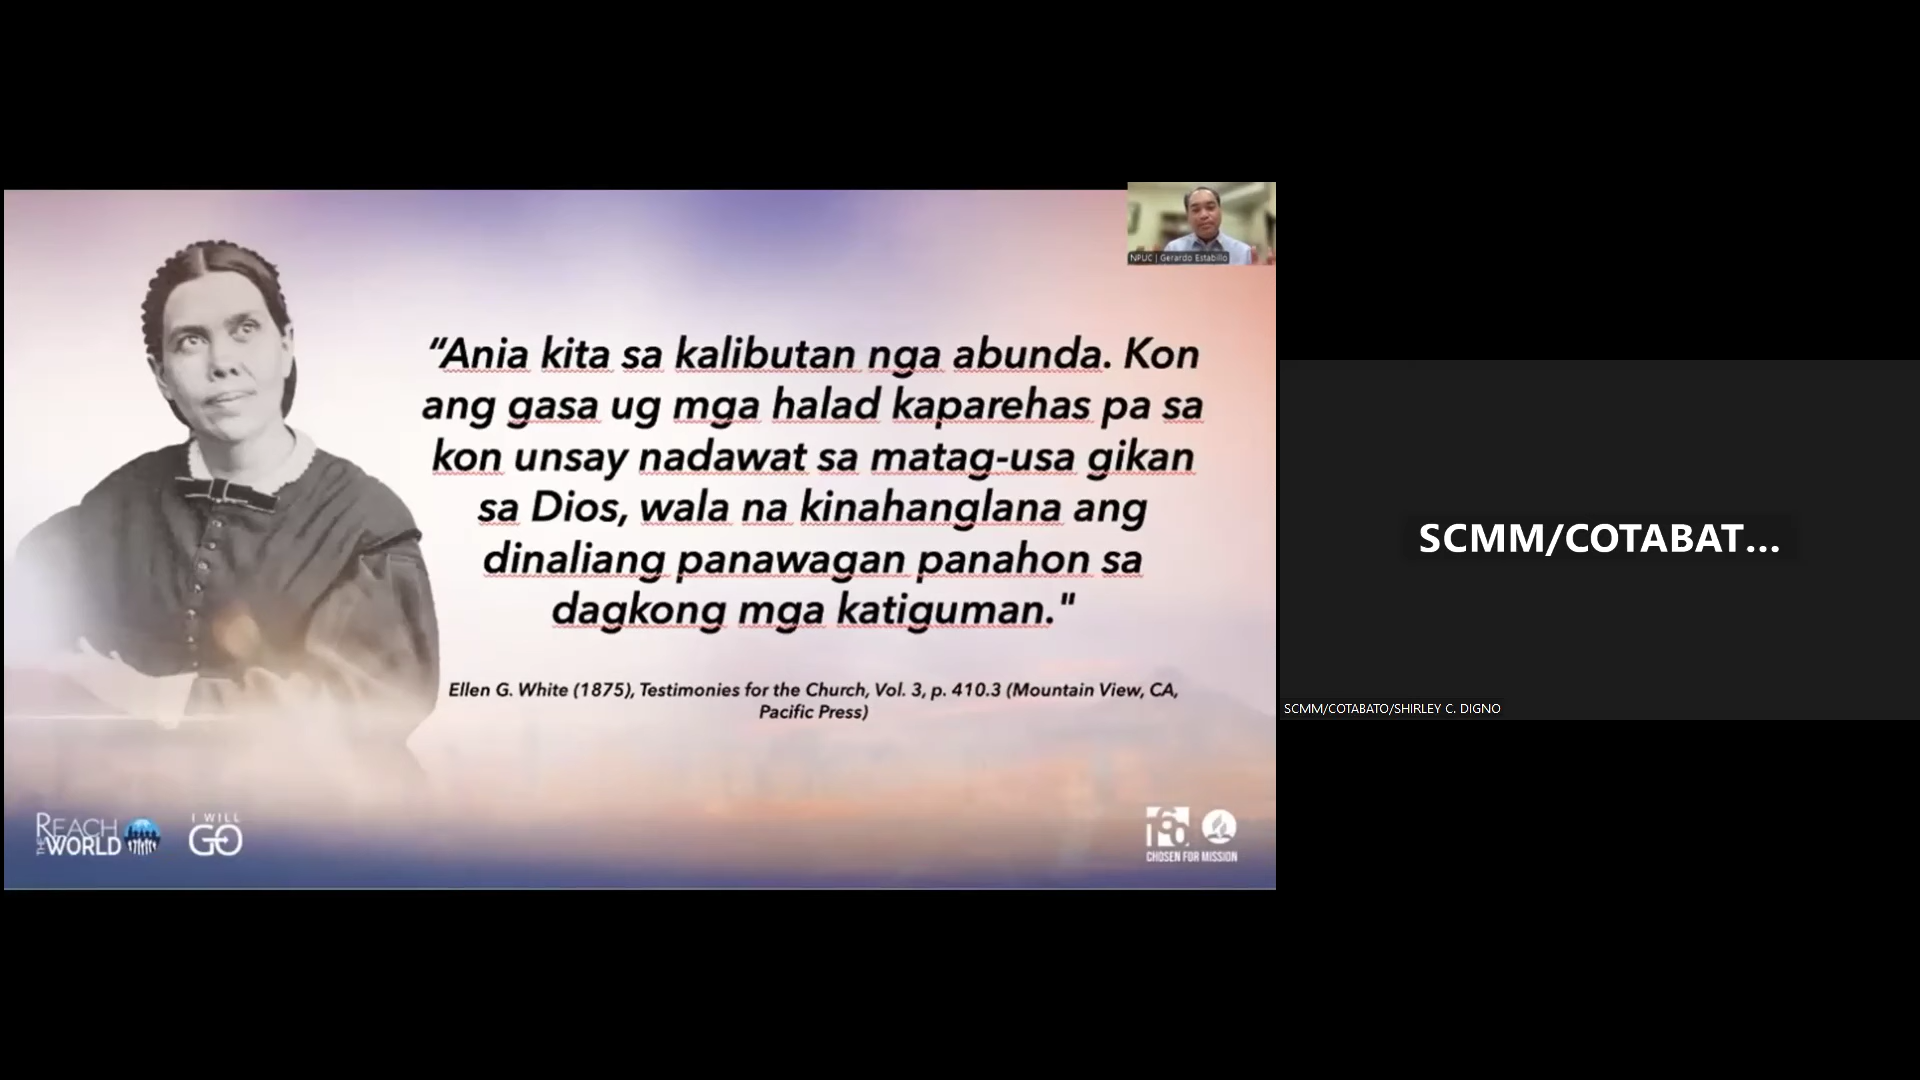 NPUC | Gerardo Estabillo
“Ania kita sa kalibutan nga abunda. Kon
ang gasa ug mga halad kaparehas pa sa
kon unsay nadawat sa matag-usa gikan
sa Dios, wala na kinahanglana ang
dinaliang panawagan panahon sa
dagkong mga katiguman."
Ellen G. White (1875), Testimonies for the Church, Vol. 3, p. 410.3 (Mountain View, CA,
Pacific Press)
REACH
THE WORLD
I WILL
GO
160
CHOSEN FOR MISSION
SCMM/COTABAT...
SCMM/COTABATO/SHIRLEY C. DIGNO